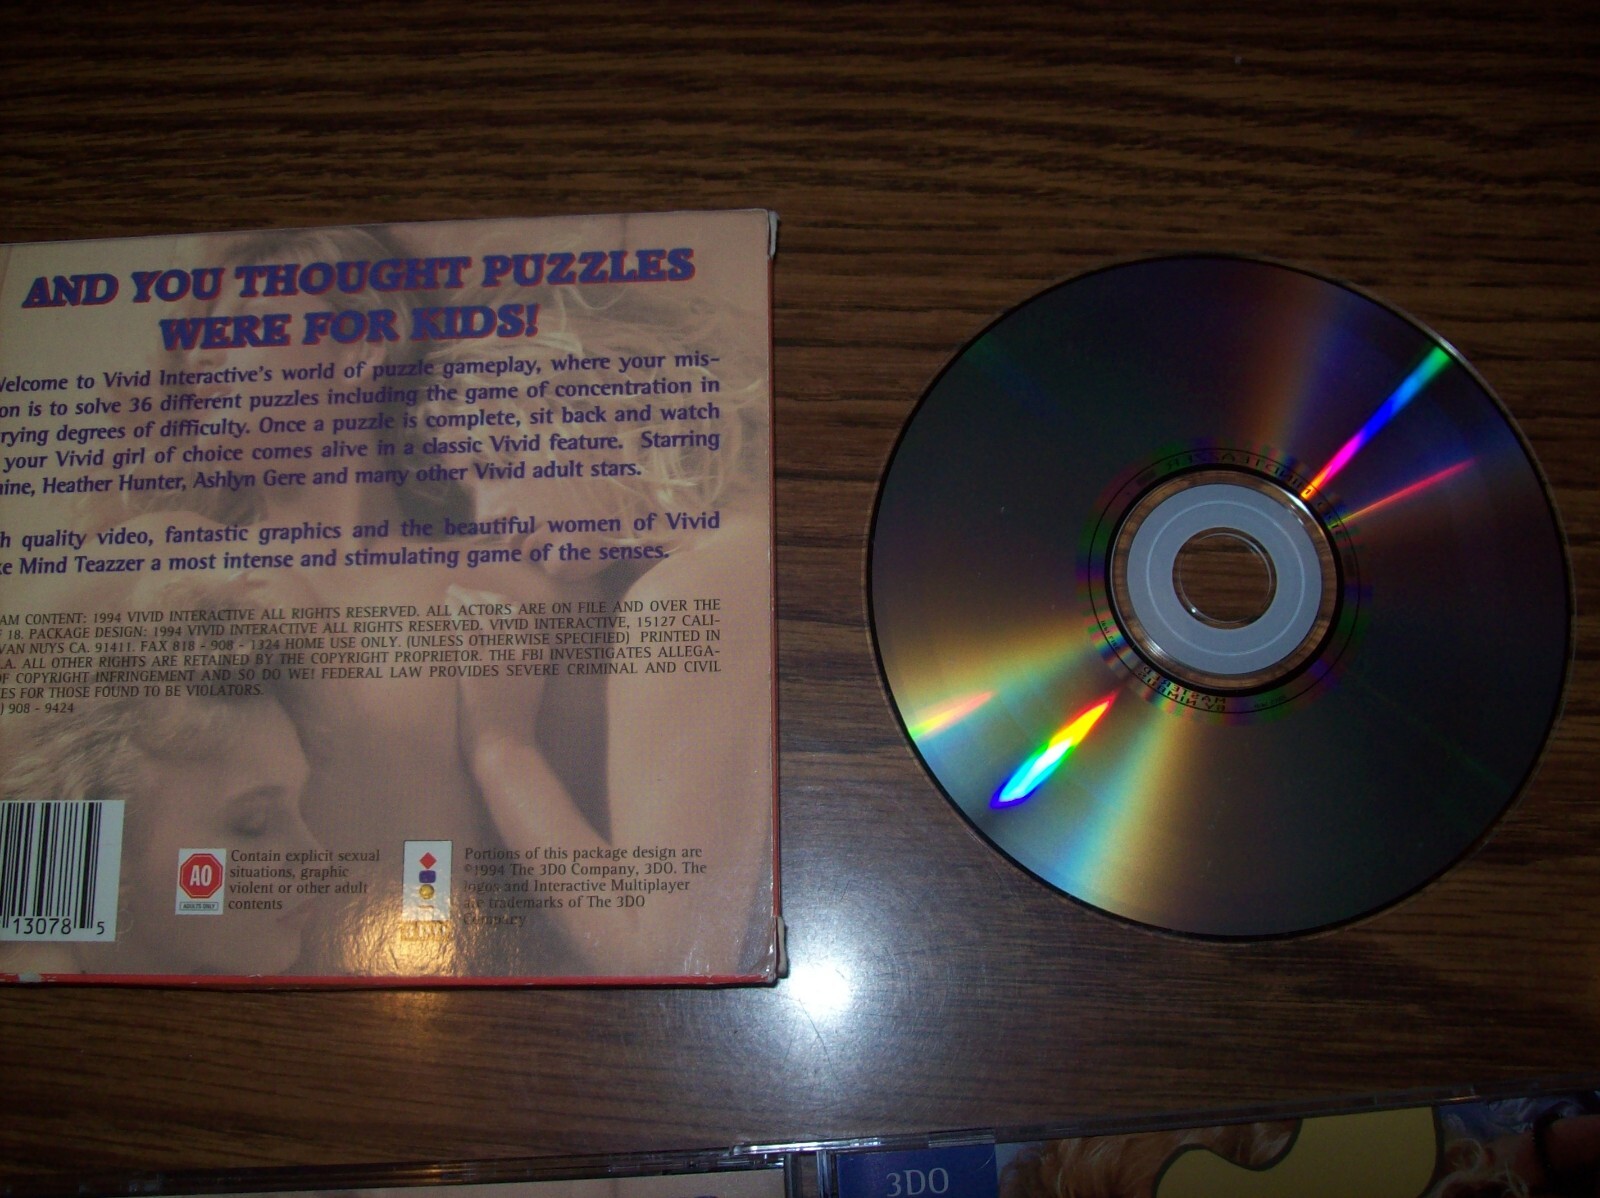 AND YOU THOUGHT PUZZLES
WERE FOR KIDS!
Welcome to Vivid Interactive's world of puzzle gameplay, where your mis-
on is to solve 36 different puzzles including the game of concentration in
rying degrees of difficulty. Once a puzzle is complete, sit back and watch
your Vivid girl of choice comes alive in a classic Vivid feature. Starring
ine, Heather Hunter, Ashlyn Gere and many other Vivid adult stars.
h quality video, fantastic graphics and the beautiful women of Vivid
e Mind Teazzer a most intense and stimulating game of the senses.
AM CONTENT: 1994 VIVID INTERACTIVE ALL RIGHTS RESERVED. ALL ACTORS ARE ON FILE AND OVER THE
F 18. PACKAGE DESIGN: 1994 VIVID INTERACTIVE ALL RIGHTS RESERVED. VIVID INTERACTIVE, 15127 CALI-
VAN NUYS CA. 91411. FAX 818 - 908 - 1324 HOME USE ONLY. (UNLESS OTHERWISE SPECIFIED) PRINTED IN
.A. ALL OTHER RIGHTS ARE RETAINED BY THE COPYRIGHT PROPRIETOR. THE FBI INVESTIGATES ALLEGA-
OF COPYRIGHT INFRINGEMENT AND SO DO WE! FEDERAL LAW PROVIDES SEVERE CRIMINAL AND CIVIL
ES FOR THOSE FOUND TO BE VIOLATORS.
) 908 - 9424
13078 5
AO
ADULTS ONLY
Contain explicit sexual
situations, graphic
violent or other adult
contents
3DO
Portions of this package design are
©1994 The 3DO Company, 3DO. The
logos and Interactive Multiplayer
are trademarks of The 3DO
Company
MINDTEAZZER
MASTERED
BY NIMBUS
3DO